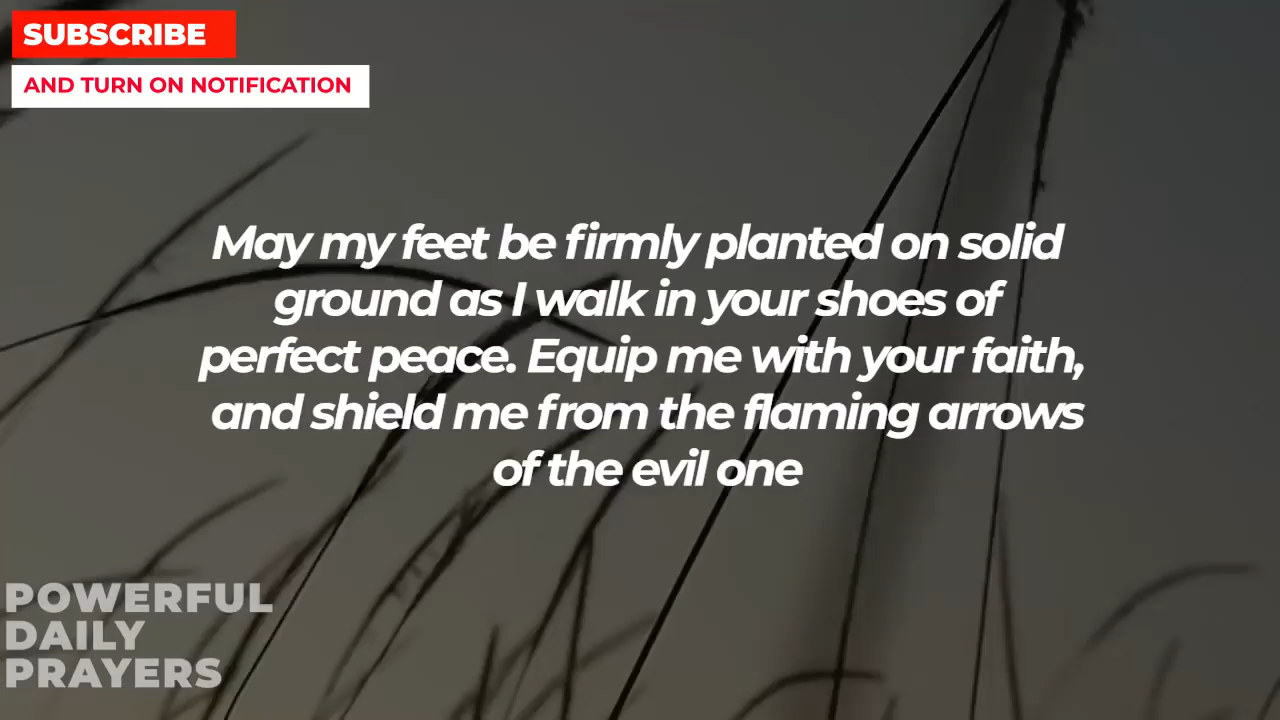 SUBSCRIBE
AND TURN ON NOTIFICATION
May my feet be firmly planted on solid
ground as I walk in your shoes of
perfect peace. Equip me with your faith,
and shield me from the flaming arrows
of the evil one
POWERFUL
DAILY
PRAYERS